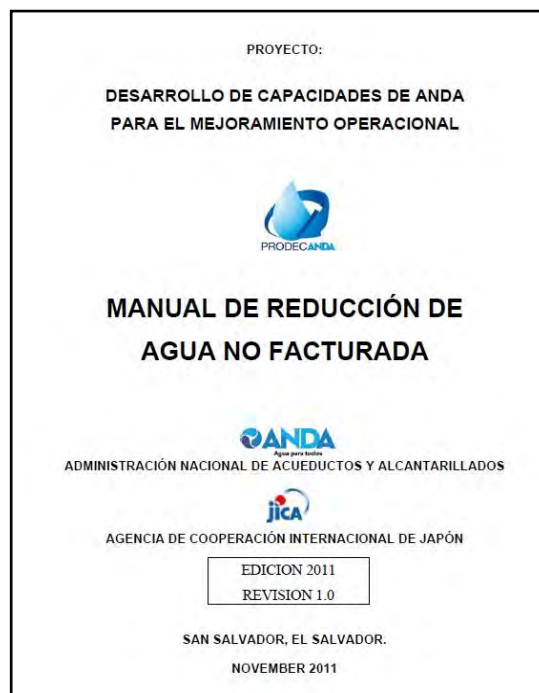 PROYECTO:
DESARROLLO DE CAPACIDADES DE ANDA
PARA EL MEJORAMIENTO OPERACIONAL
PRODECANDA
MANUAL DE REDUCCIÓN DE
AGUA NO FACTURADA
ANDA
Agua para todos
ADMINISTRACIÓN NACIONAL DE ACUEDUCTOS Y ALCANTARILLADOS
jica
AGENCIA DE COOPERACIÓN INTERNACIONAL DE JAPÓN
EDICION 2011
REVISION 1.0
SAN SALVADOR, EL SALVADOR.
NOVEMBER 2011